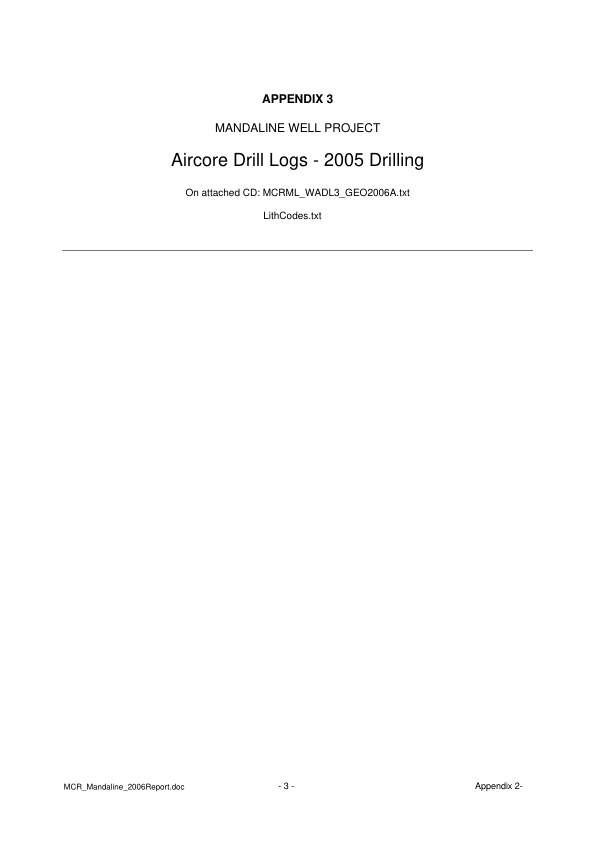 APPENDIX 3
MANDALINE WELL PROJECT
Aircore Drill Logs - 2005 Drilling
On attached CD: MCRML_WADL3_GEO2006A.txt
LithCodes.txt
MCR_Mandaline_2006Report.doc - 3 - Appendix 2-